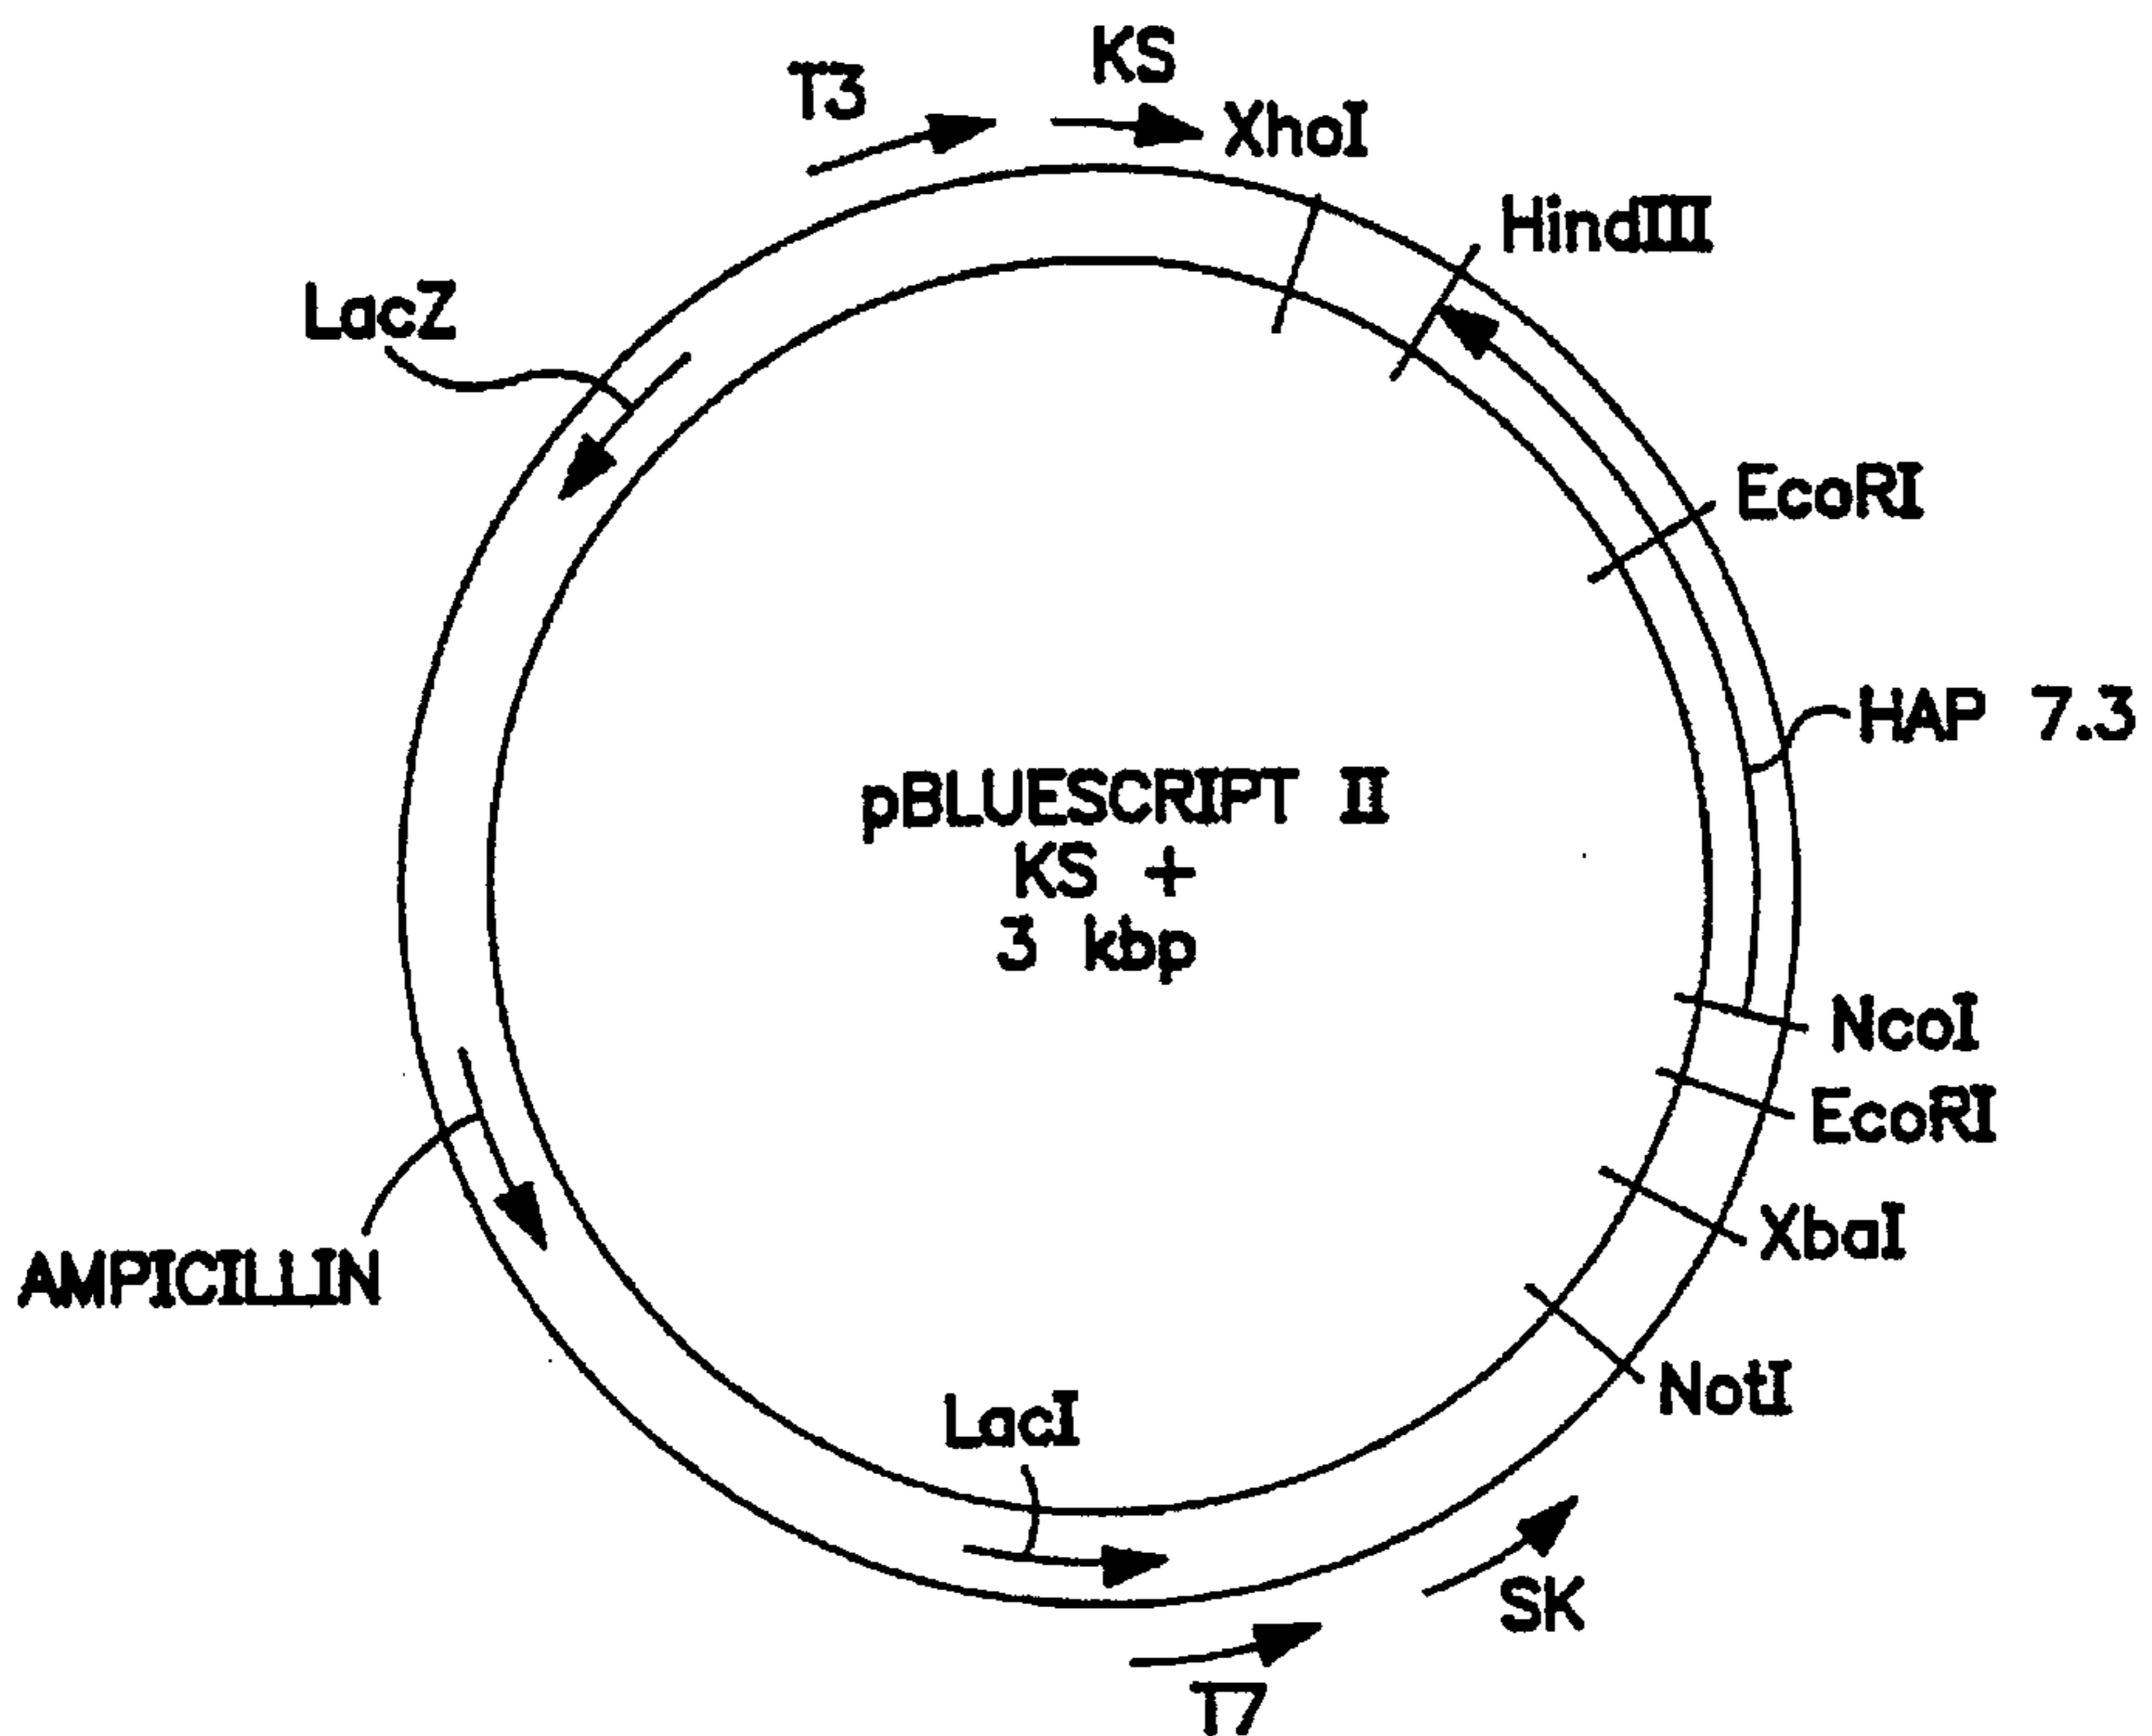 KS
T3
XhoI
HindIII
LacZ
EcoRI
HAP 7.3
pBLUESCRIPT II
KS +
3 kbp
NcoI
EcoRI
XbaI
AMPICILLIN
NotI
LacI
SK
T7